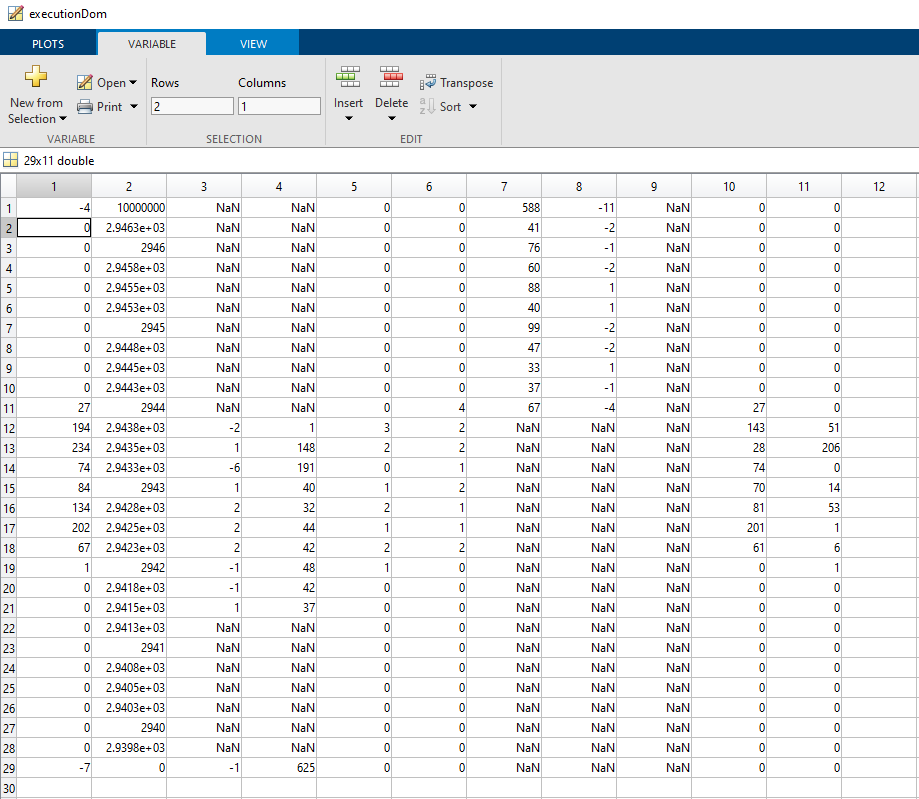 executionDom
PLOTS VARIABLE VIEW
New from Selection Open Print Rows Columns 2 1 Insert Delete Transpose Sort
VARIABLE SELECTION EDIT
29x11 double
1 2 3 4 5 6 7 8 9 10 11 12
1 -4 10000000 NaN NaN 0 0 588 -11 NaN 0 0
2 0 2.9463e+03 NaN NaN 0 0 41 -2 NaN 0 0
3 0 2946 NaN NaN 0 0 76 -1 NaN 0 0
4 0 2.9458e+03 NaN NaN 0 0 60 -2 NaN 0 0
5 0 2.9455e+03 NaN NaN 0 0 88 1 NaN 0 0
6 0 2.9453e+03 NaN NaN 0 0 40 1 NaN 0 0
7 0 2945 NaN NaN 0 0 99 -2 NaN 0 0
8 0 2.9448e+03 NaN NaN 0 0 47 -2 NaN 0 0
9 0 2.9445e+03 NaN NaN 0 0 33 1 NaN 0 0
10 0 2.9443e+03 NaN NaN 0 0 37 -1 NaN 0 0
11 27 2944 NaN NaN 0 4 67 -4 NaN 27 0
12 194 2.9438e+03 -2 1 3 2 NaN NaN NaN 143 51
13 234 2.9435e+03 1 148 2 2 NaN NaN NaN 28 206
14 74 2.9433e+03 -6 191 0 1 NaN NaN NaN 74 0
15 84 2943 1 40 1 2 NaN NaN NaN 70 14
16 134 2.9428e+03 2 32 2 1 NaN NaN NaN 81 53
17 202 2.9425e+03 2 44 1 1 NaN NaN NaN 201 1
18 67 2.9423e+03 2 42 2 2 NaN NaN NaN 61 6
19 1 2942 -1 48 1 0 NaN NaN NaN 0 1
20 0 2.9418e+03 -1 42 0 0 NaN NaN NaN 0 0
21 0 2.9415e+03 1 37 0 0 NaN NaN NaN 0 0
22 0 2.9413e+03 NaN NaN 0 0 NaN NaN NaN 0 0
23 0 2941 NaN NaN 0 0 NaN NaN NaN 0 0
24 0 2.9408e+03 NaN NaN 0 0 NaN NaN NaN 0 0
25 0 2.9405e+03 NaN NaN 0 0 NaN NaN NaN 0 0
26 0 2.9403e+03 NaN NaN 0 0 NaN NaN NaN 0 0
27 0 2940 NaN NaN 0 0 NaN NaN NaN 0 0
28 0 2.9398e+03 NaN NaN 0 0 NaN NaN NaN 0 0
29 -7 0 -1 625 0 0 NaN NaN NaN 0 0
30